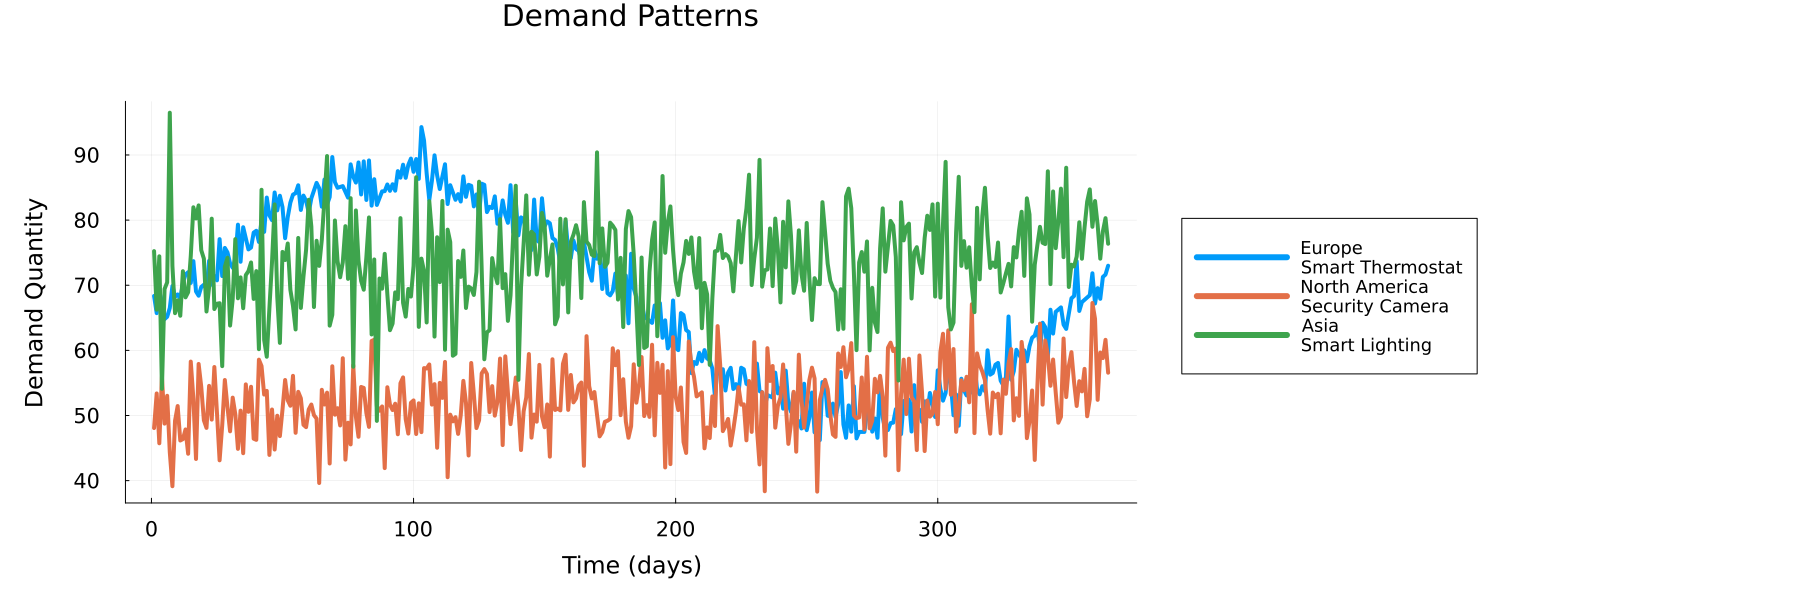 Demand Patterns
Demand Quantity
90
80
70
60
50
40
0
100
200
300
Time (days)
Europe
Smart Thermostat
North America
Security Camera
Asia
Smart Lighting